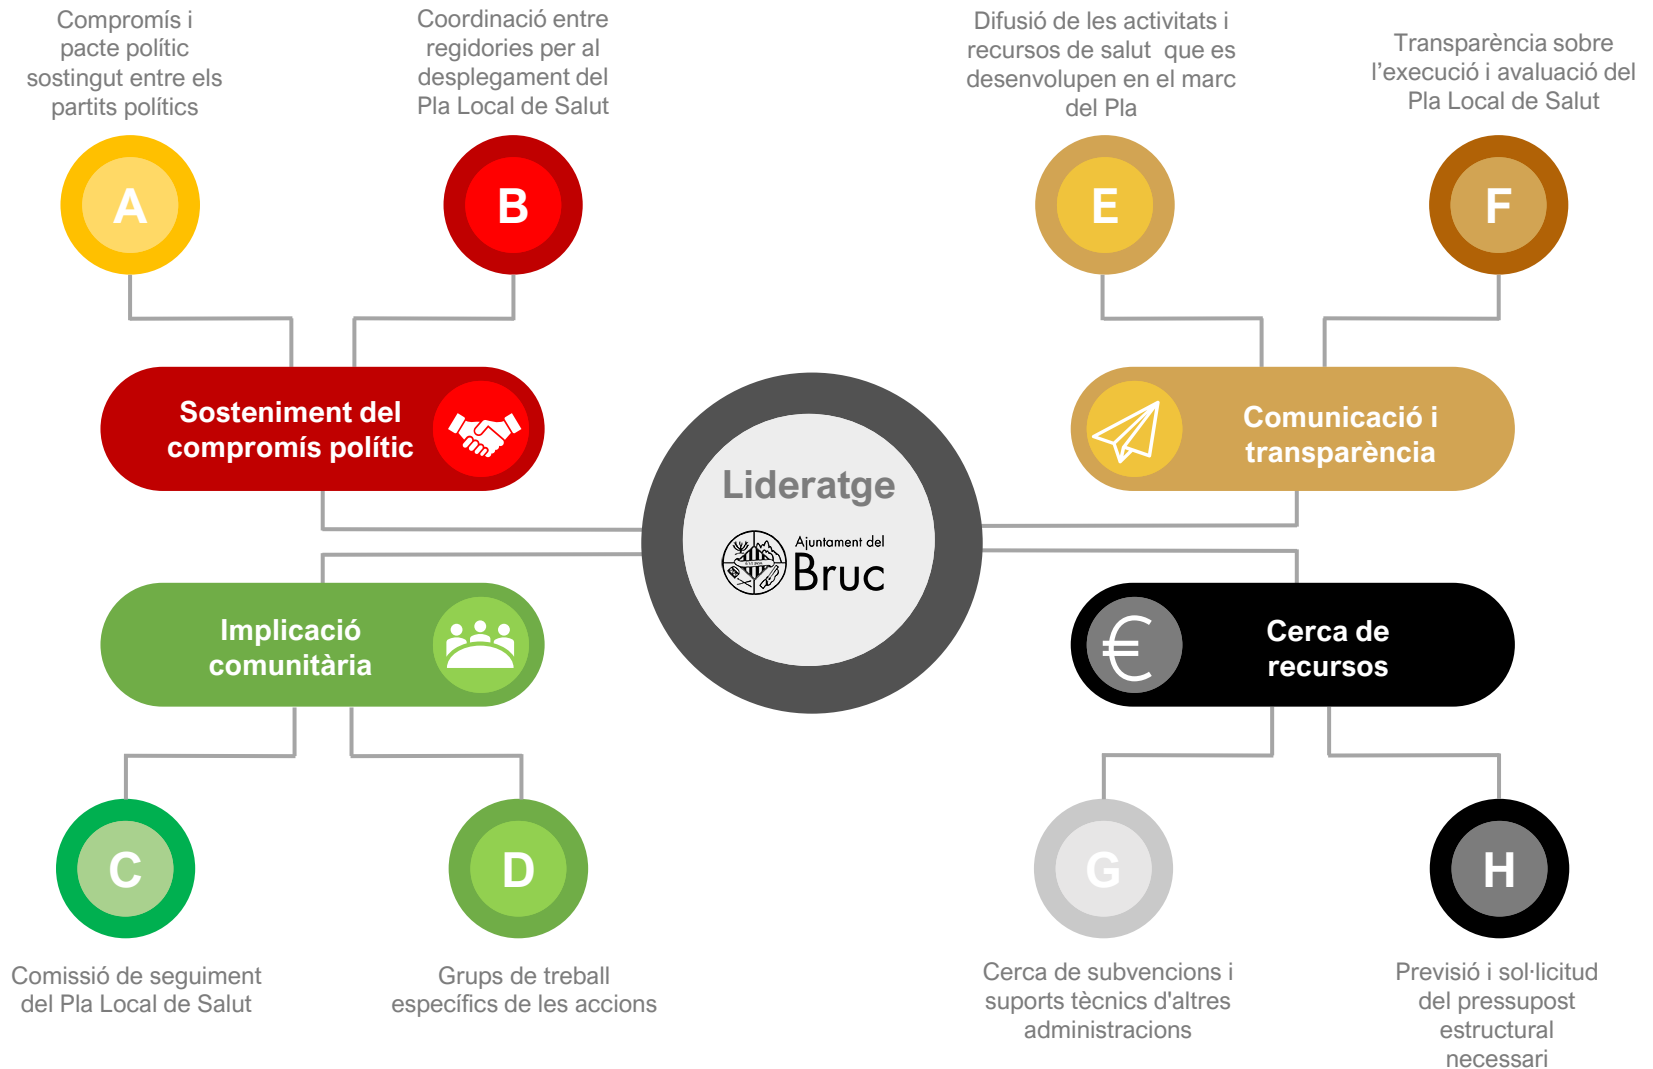 Compromís i
pacte polític
sostingut entre els
partits polítics
A
Coordinació entre
regidories per al
desplegament del
Pla Local de Salut
B
Sosteniment del
compromís polític
Difusió de les activitats i
recursos de salut  que es
desenvolupen en el marc
del Pla
E
Transparència sobre
l’execució i avaluació del
Pla Local de Salut
F
Comunicació i
transparència
Lideratge
Ajuntament del
Bruc
Implicació
comunitària
C
Comissió de seguiment
del Pla Local de Salut
D
Grups de treball
específics de les accions
€
Cerca de
recursos
G
Cerca de subvencions i
suports tècnics d'altres
administracions
H
Previsió i sol·licitud
del pressupost
estructural
necessari